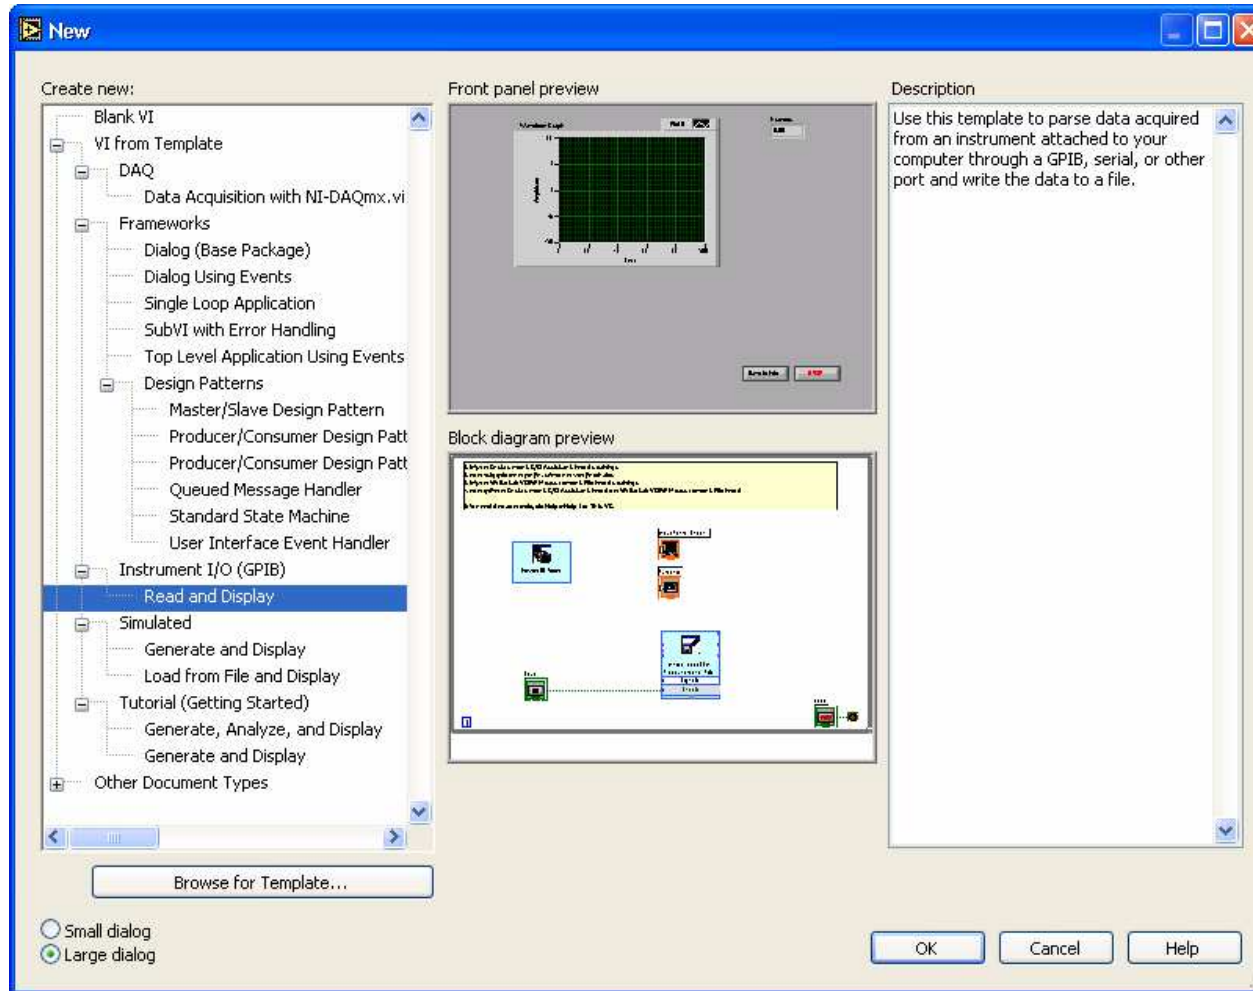 New
Create new:
Blank VI
VI from Template
DAQ
Data Acquisition with NI-DAQmx.vi
Frameworks
Dialog (Base Package)
Dialog Using Events
Single Loop Application
SubVI with Error Handling
Top Level Application Using Events
Design Patterns
Master/Slave Design Pattern
Producer/Consumer Design Patt
Producer/Consumer Design Patt
Queued Message Handler
Standard State Machine
User Interface Event Handler
Instrument I/O (GPIB)
Read and Display
Simulated
Generate and Display
Load from File and Display
Tutorial (Getting Started)
Generate, Analyze, and Display
Generate and Display
Other Document Types
Browse for Template...
Small dialog
Large dialog
Front panel preview
Waveform Graph
Amplitude
Time
Block diagram preview
Description
Use this template to parse data acquired
from an instrument attached to your
computer through a GPIB, serial, or other
port and write the data to a file.
OK
Cancel
Help